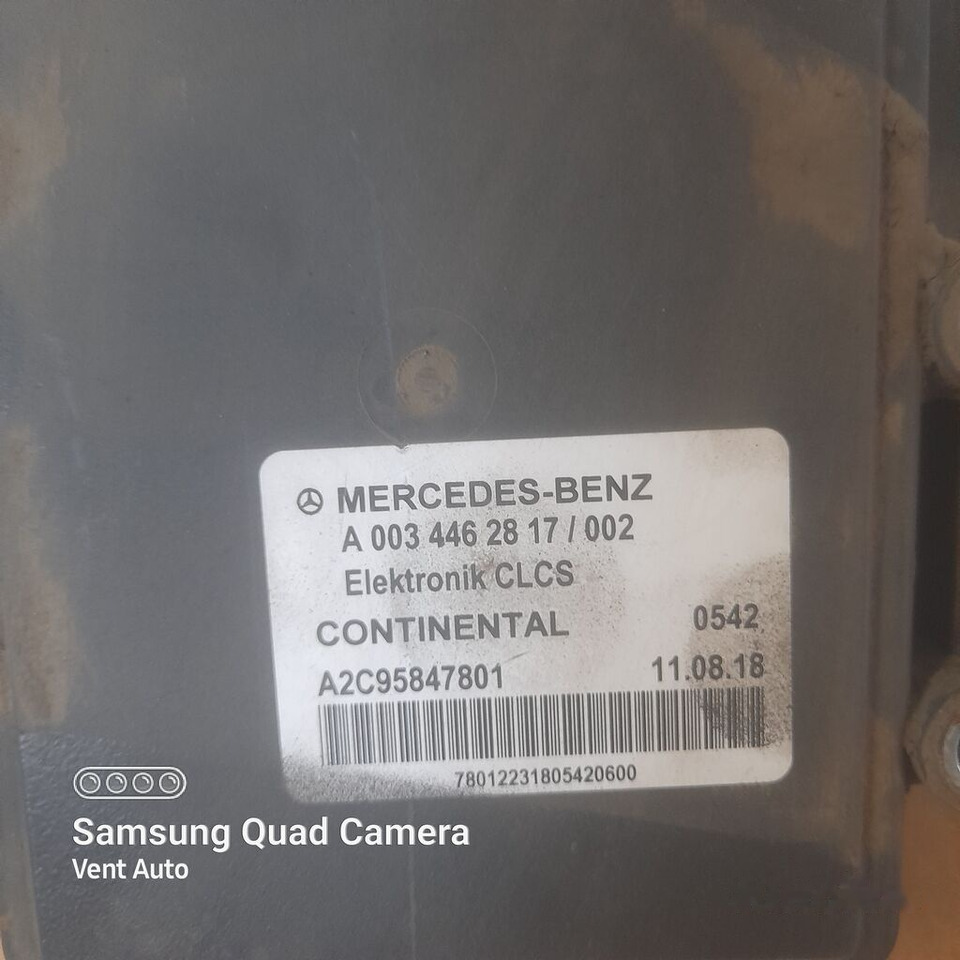 MERCEDES-BENZ
A 003 446 28 17 / 002
Elektronik CLCS
CONTINENTAL 0542
A2C95847801 11.08.18
78012231805420600
Samsung Quad Camera
Vent Auto